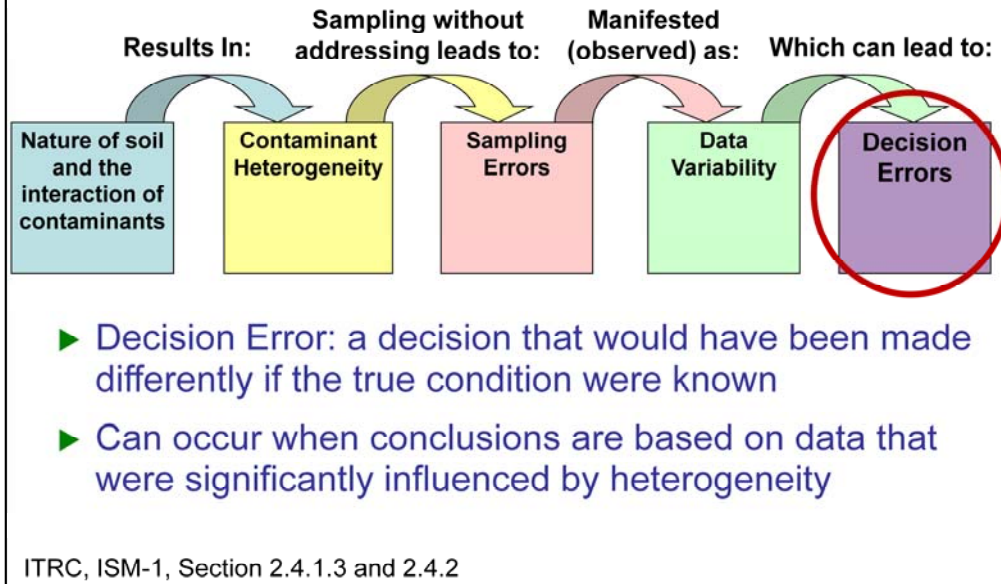 Results In:
Sampling without
addressing leads to:
Manifested
(observed) as:
Which can lead to:
Nature of soil
and the
interaction of
contaminants
Contaminant
Heterogeneity
Sampling
Errors
Data
Variability
Decision
Errors
► Decision Error: a decision that would have been made
differently if the true condition were known
► Can occur when conclusions are based on data that
were significantly influenced by heterogeneity
ITRC, ISM-1, Section 2.4.1.3 and 2.4.2